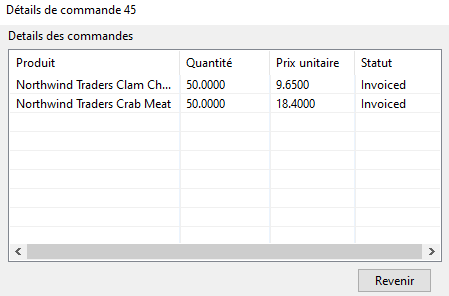 Détails de commande 45
Details des commandes
Produit Quantité Prix unitaire Statut
Northwind Traders Clam Ch... 50.0000 9.6500 Invoiced
Northwind Traders Crab Meat 50.0000 18.4000 Invoiced
Revenir